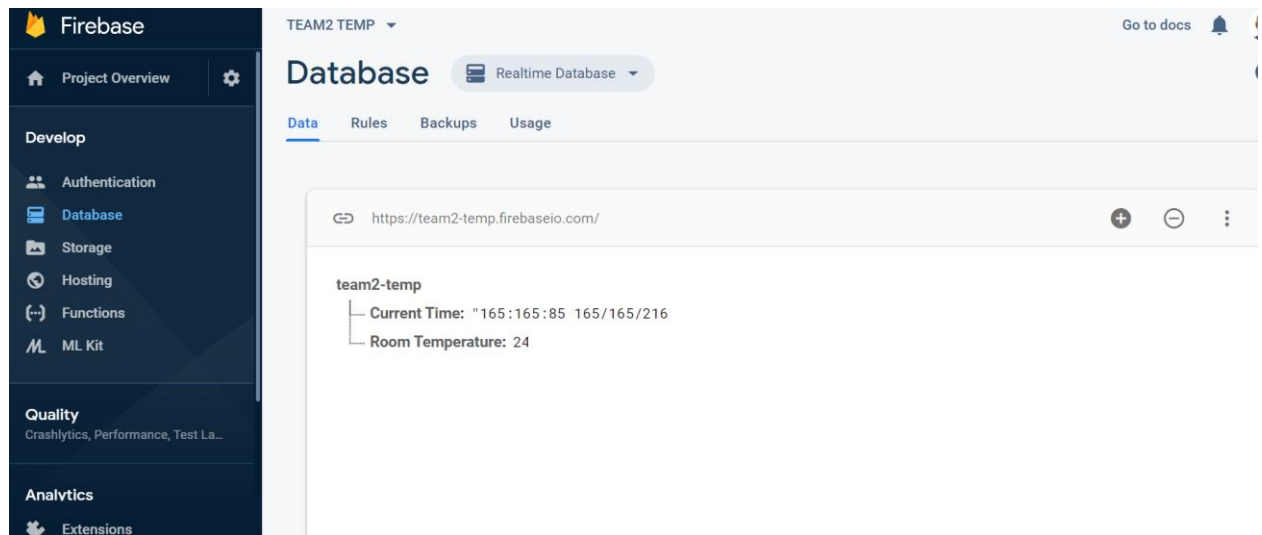 Firebase
TEAM2 TEMP
Go to docs
Project Overview
Database
Realtime Database
Data Rules Backups Usage
Develop
Authentication
Database
Storage
Hosting
Functions
ML Kit
https://team2-temp.firebaseio.com/
team2-temp
Current Time: "165:165:85 165/165/216
Room Temperature: 24
Quality
Crashlytics, Performance, Test La...
Analytics
Extensions